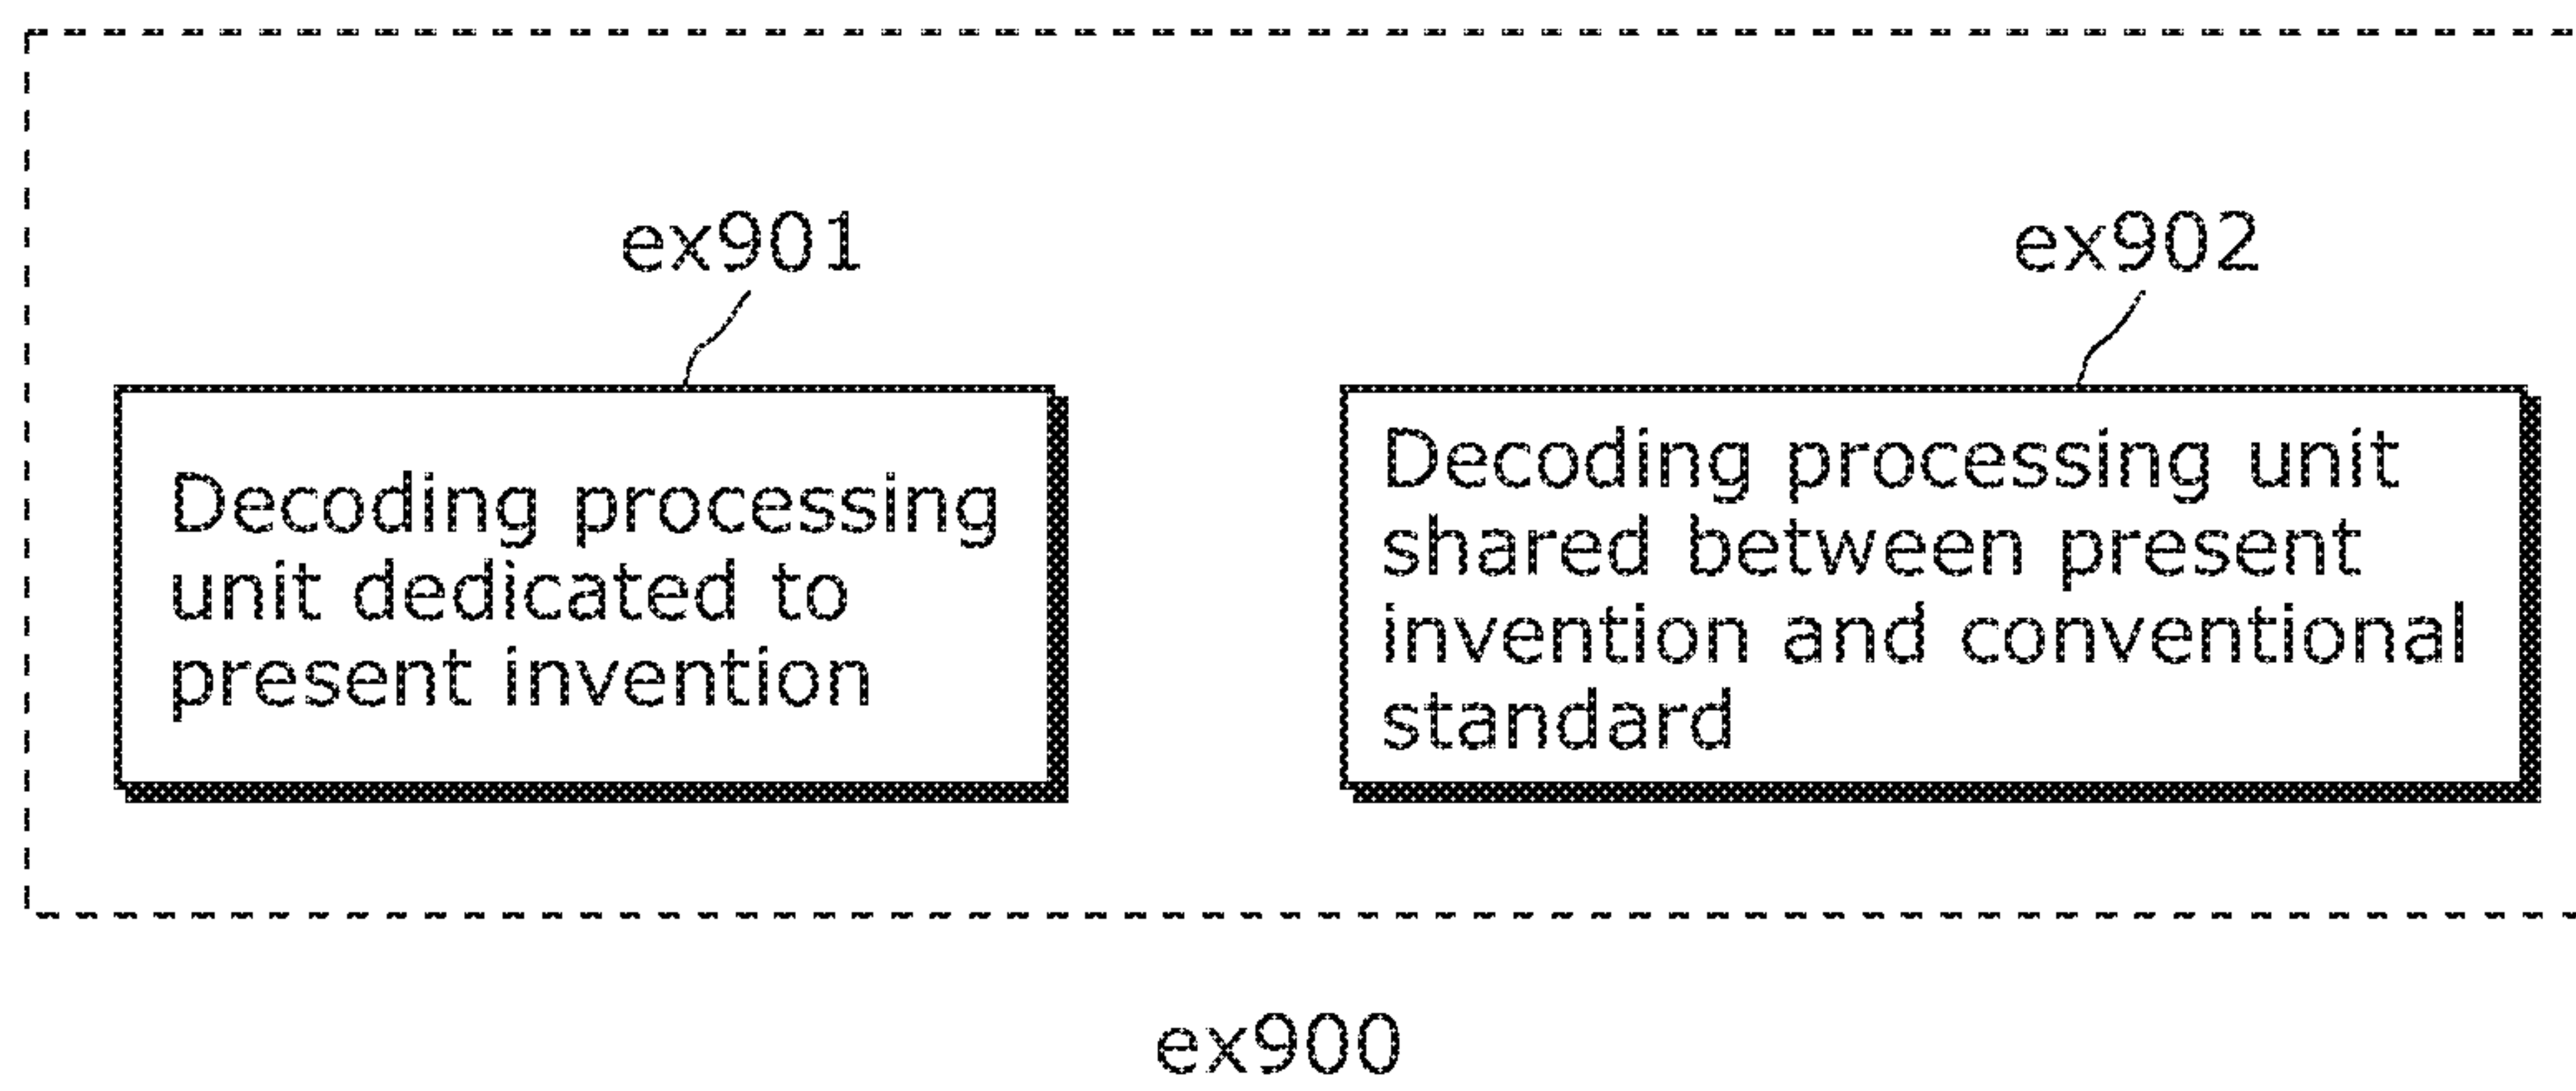 ex901
ex902
Decoding processing
unit dedicated to
present invention
Decoding processing unit
shared between present
invention and conventional
standard
ex900